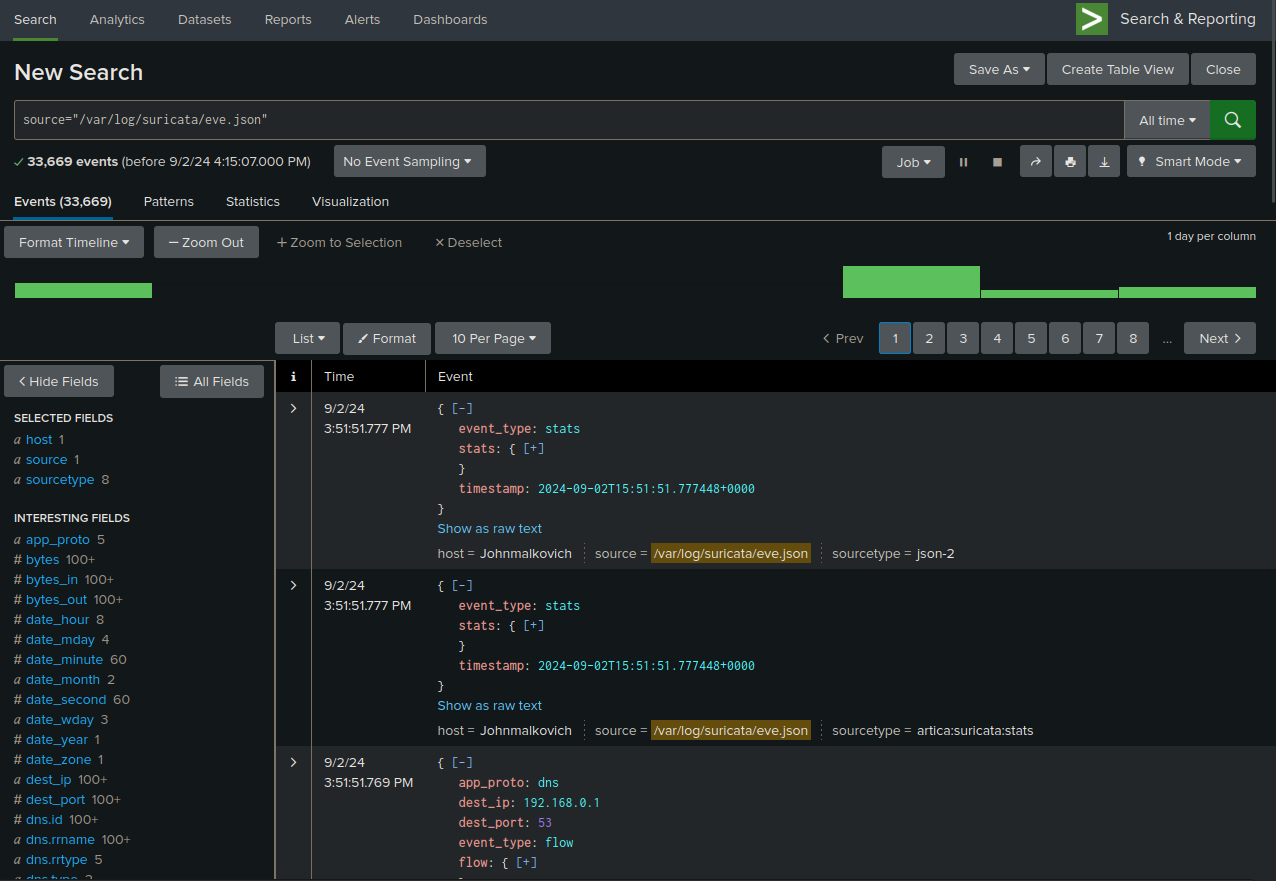 Search Analytics Datasets Reports Alerts Dashboards > Search & Reporting
New Search
Save As ▾ Create Table View Close
source="/var/log/suricata/eve.json" All time ▾
✓ 33,669 events (before 9/2/24 4:15:07.000 PM) No Event Sampling ▾ Job ▾ Smart Mode ▾
Events (33,669) Patterns Statistics Visualization
Format Timeline ▾ — Zoom Out + Zoom to Selection × Deselect 1 day per column
List ▾ Format 10 Per Page ▾ < Prev 1 2 3 4 5 6 7 8 ... Next >
< Hide Fields All Fields
SELECTED FIELDS
a host 1
a source 1
a sourcetype 8
INTERESTING FIELDS
a app_proto 5
# bytes 100+
# bytes_in 100+
# bytes_out 100+
# date_hour 8
# date_mday 4
# date_minute 60
a date_month 2
# date_second 60
a date_wday 3
# date_year 1
# date_zone 1
a dest_ip 100+
# dest_port 100+
# dns.id 100+
a dns.rrname 100+
a dns.rrtype 5
a dns.type 2
i Time Event
> 9/2/24 { [-]
3:51:51.777 PM event_type: stats
stats: { [+]
}
timestamp: 2024-09-02T15:51:51.777448+0000
}
Show as raw text
host = Johnmalkovich source = /var/log/suricata/eve.json sourcetype = json-2
> 9/2/24 { [-]
3:51:51.777 PM event_type: stats
stats: { [+]
}
timestamp: 2024-09-02T15:51:51.777448+0000
}
Show as raw text
host = Johnmalkovich source = /var/log/suricata/eve.json sourcetype = artica:suricata:stats
> 9/2/24 { [-]
3:51:51.769 PM app_proto: dns
dest_ip: 192.168.0.1
dest_port: 53
event_type: flow
flow: { [+]